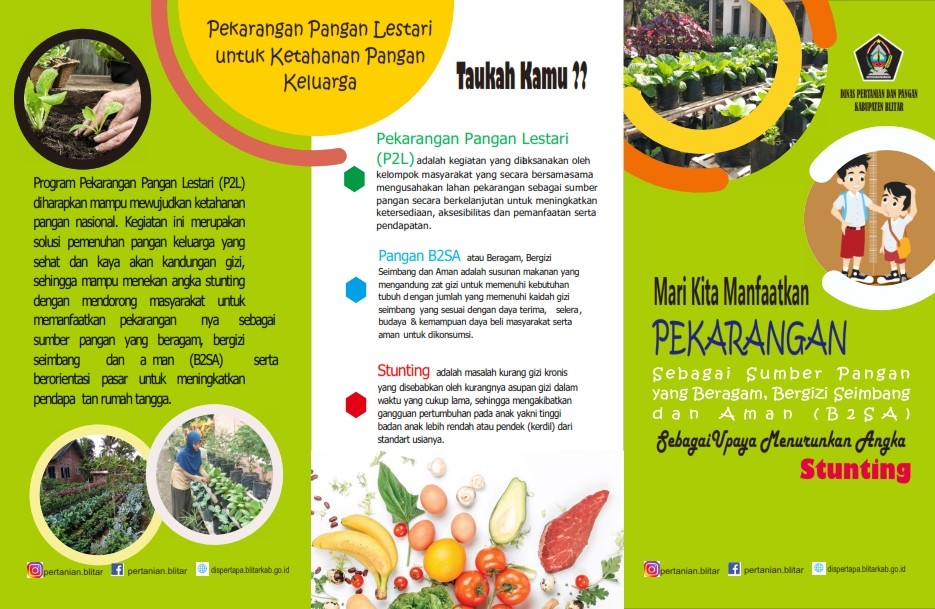 Pekarangan Pangan Lestari
untuk Ketahanan Pangan
Keluarga
Program Pekarangan Pangan Lestari (P2L)
diharapkan mampu mewujudkan ketahanan
pangan nasional. Kegiatan ini merupakan
solusi pemenuhan pangan keluarga yang
sehat dan kaya akan kandungan gizi,
sehingga mampu menekan angka stunting
dengan mendorong masyarakat untuk
memanfaatkan pekarangan nya sebagai
sumber pangan yang beragam, bergizi
seimbang dan a man (B2SA) serta
berorientasi pasar untuk meningkatkan
pendapa tan rumah tangga.
pertanian.blitar pertanian.blitar dispertapa.blitarkab.go.id
Taukah Kamu ??
Pekarangan Pangan Lestari
(P2L) adalah kegiatan yang dilaksanakan oleh
kelompok masyarakat yang secara bersamasama
mengusahakan lahan pekarangan sebagai sumber
pangan secara berkelanjutan untuk meningkatkan
ketersediaan, aksesibilitas dan pemanfaatan serta
pendapatan.
Pangan B2SA atau Beragam, Bergizi
Seimbang dan Aman adalah susunan makanan yang
mengandung zat gizi untuk memenuhi kebutuhan
tubuh dengan jumlah yang memenuhi kaidah gizi
seimbang yang sesuai dengan daya terima, selera,
budaya & kemampuan daya beli masyarakat serta
aman untuk dikonsumsi.
Stunting adalah masalah kurang gizi kronis
yang disebabkan oleh kurangnya asupan gizi dalam
waktu yang cukup lama, sehingga mengakibatkan
gangguan pertumbuhan pada anak yakni tinggi
badan anak lebih rendah atau pendek (kerdil) dari
standart usianya.
DINAS PERTANIAN DAN PANGAN
KABUPATEN BLITAR
Mari Kita Manfaatkan
PEKARANGAN
Sebagai Sumber Pangan
yang Beragam, Bergizi Seimbang
dan Aman (B2SA)
Sebagai Upaya Menurunkan Angka
Stunting
pertanian.blitar pertanian.blitar dispertapa.blitarkab.go.id